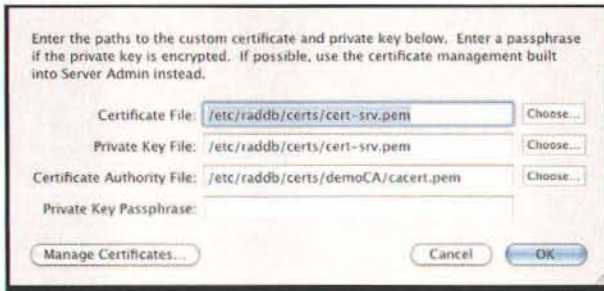 Enter the paths to the custom certificate and private key below. Enter a passphrase
if the private key is encrypted. If possible, use the certificate management built
into Server Admin instead.
Certificate File: /etc/raddb/certs/cert-srv.pem Choose...
Private Key File: /etc/raddb/certs/cert-srv.pem Choose...
Certificate Authority File: /etc/raddb/certs/demoCA/cacert.pem Choose...
Private Key Passphrase:
Manage Certificates... Cancel OK